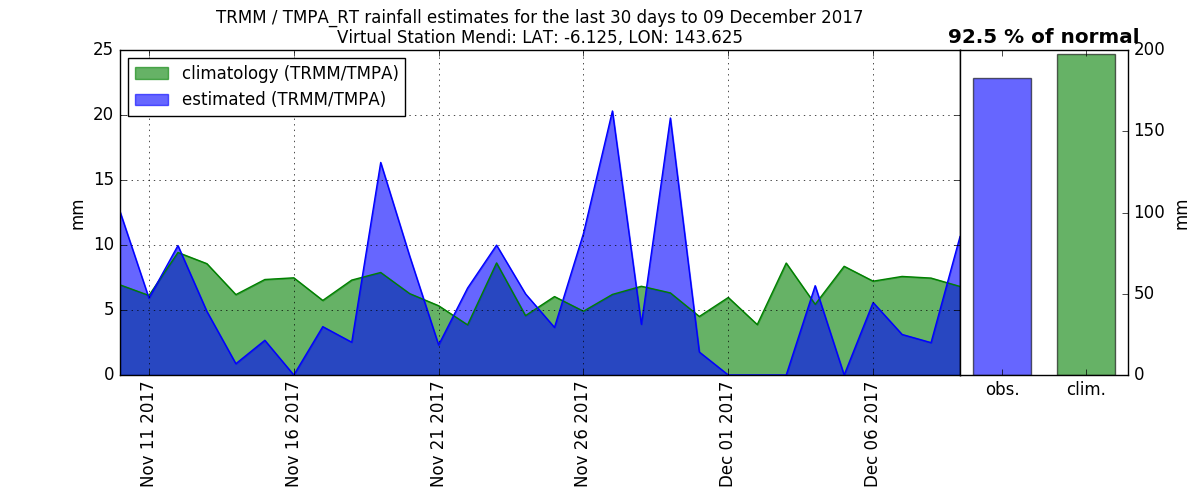 TRMM / TMPA_RT rainfall estimates for the last 30 days to 09 December 2017
Virtual Station Mendi: LAT: -6.125, LON: 143.625
92.5 % of normal
climatology (TRMM/TMPA)
estimated (TRMM/TMPA)
25
20
15
10
5
0
mm
Nov 11 2017
Nov 16 2017
Nov 21 2017
Nov 26 2017
Dec 01 2017
Dec 06 2017
obs.
clim.
200
150
100
50
0
mm